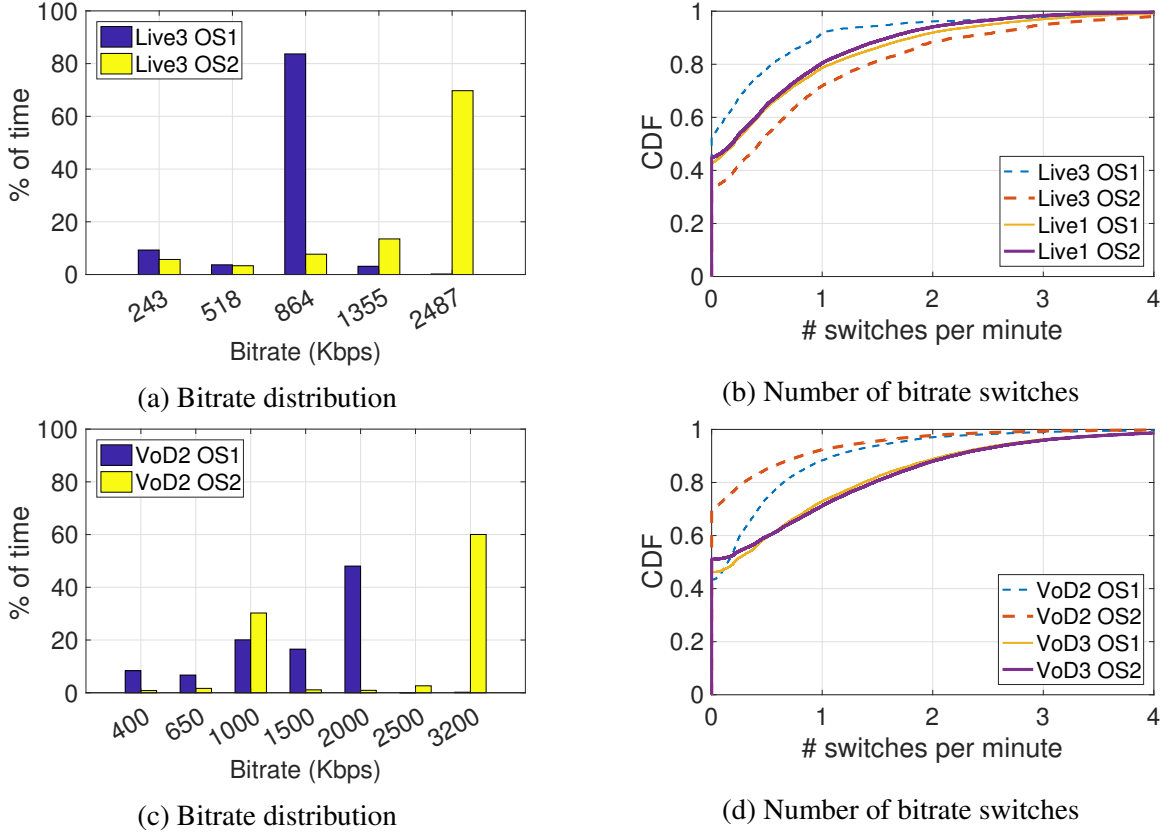 100
80
60
40
20
0
% of time
Live3 OS1
Live3 OS2
243
518
864
1355
2487
Bitrate (Kbps)
(a) Bitrate distribution
1
0.8
0.6
0.4
0.2
0
CDF
Live3 OS1
Live3 OS2
Live1 OS1
Live1 OS2
0 1 2 3 4
# switches per minute
(b) Number of bitrate switches
100
80
60
40
20
0
% of time
VoD2 OS1
VoD2 OS2
400
650
1000
1500
2000
2500
3200
Bitrate (Kbps)
(c) Bitrate distribution
1
0.8
0.6
0.4
0.2
0
CDF
VoD2 OS1
VoD2 OS2
VoD3 OS1
VoD3 OS2
0 1 2 3 4
# switches per minute
(d) Number of bitrate switches